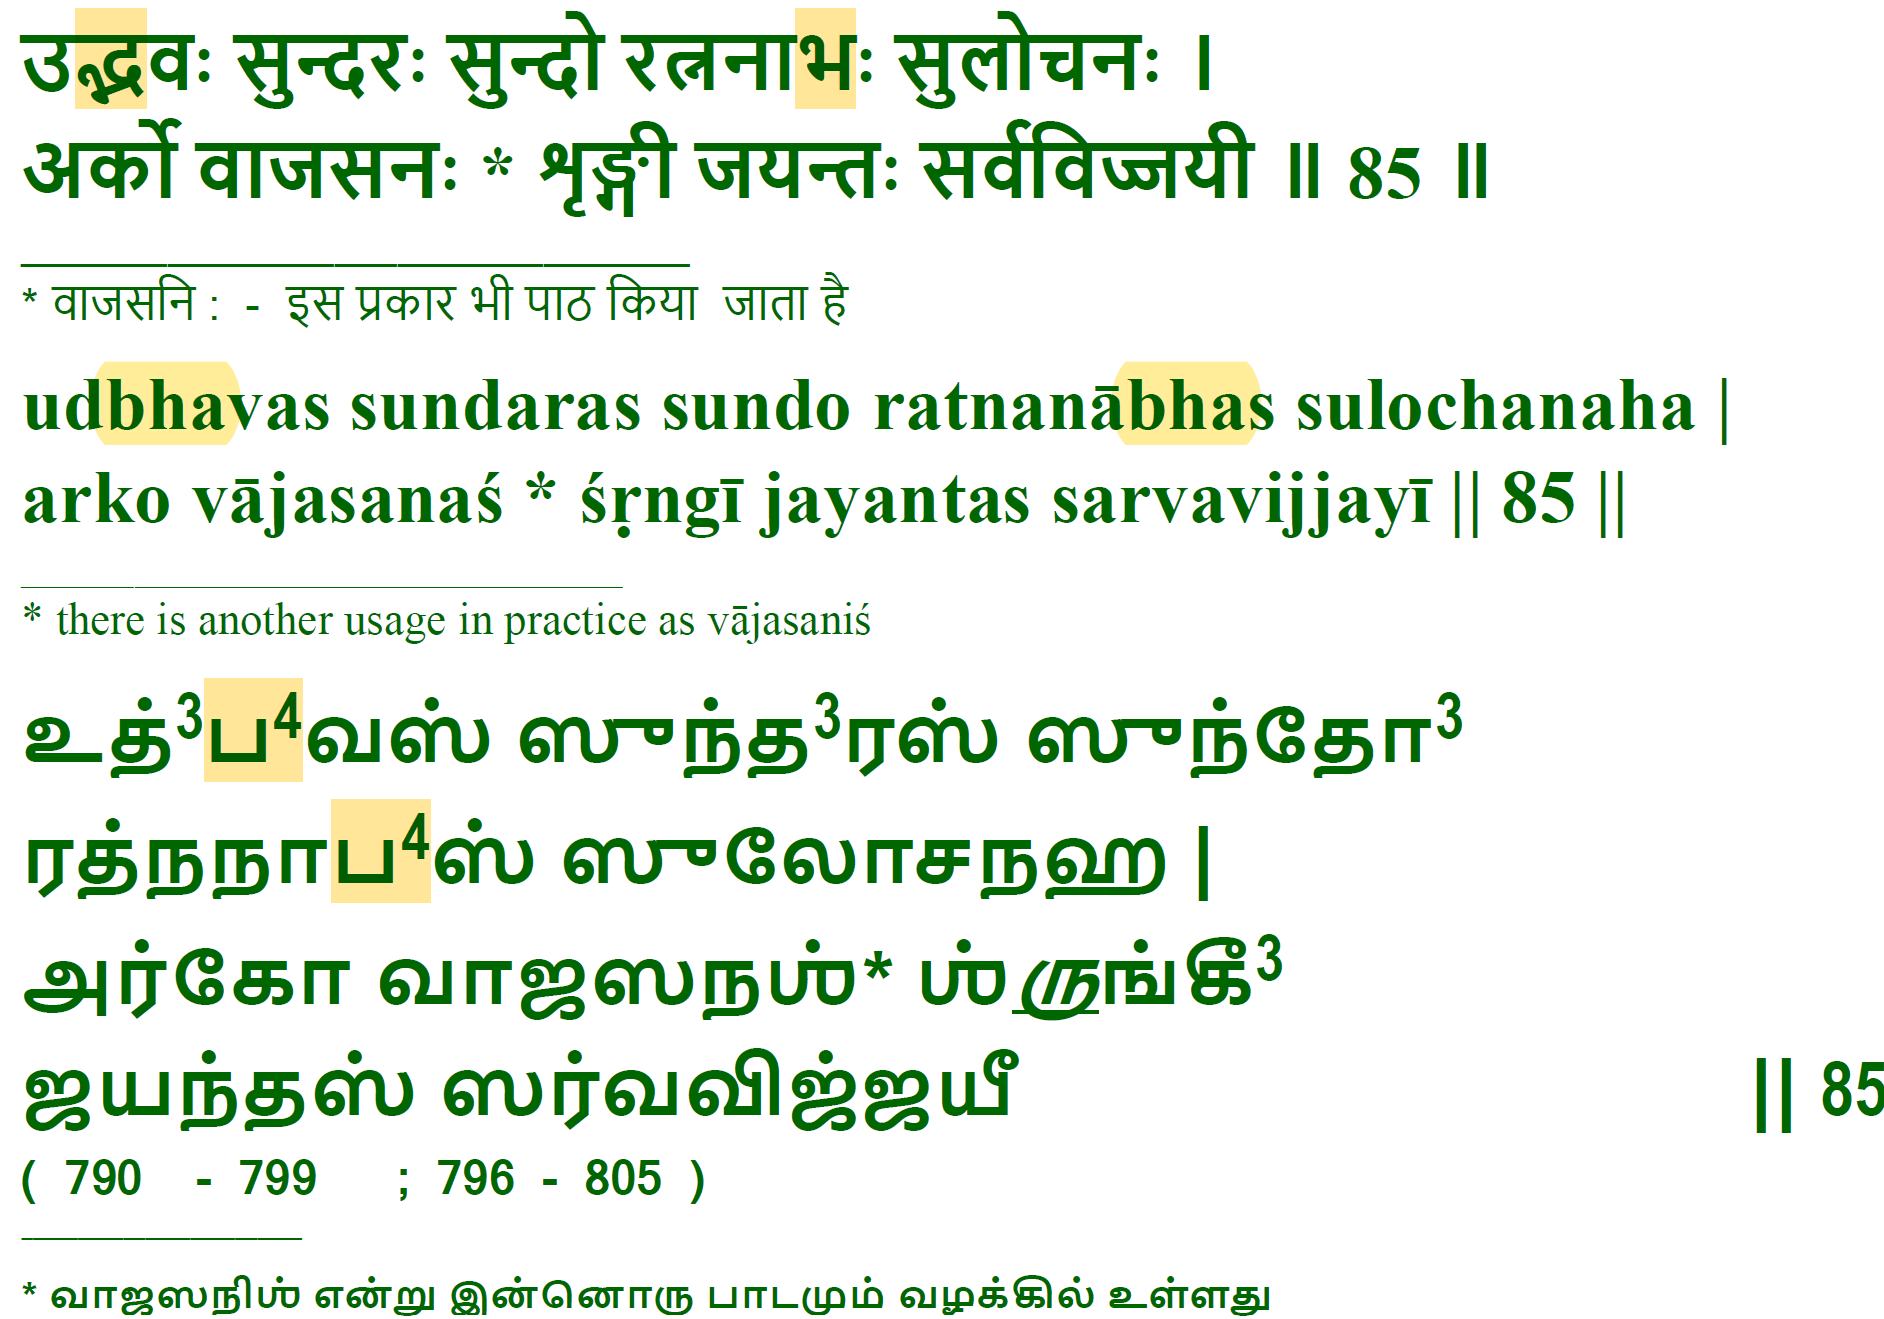 उद्भवः सुन्दरः सुन्दो रत्ननाभः सुलोचनः ।
अर्को वाजसनः * शृङ्गी जयन्तः सर्वविज्जयी ॥ 85 ॥
* वाजसनि : - इस प्रकार भी पाठ किया जाता है
udbhavas sundaras sundo ratnanābhas sulochanaha |
arko vājasanaś * śṛngī jayantas sarvavijjayī || 85 ||
* there is another usage in practice as vājasaniś
உத்³ப⁴வஸ் ஸுந்த³ரஸ் ஸுந்தோ³
ரத்நநாப⁴ஸ் ஸுலோசநஹ |
அர்கோ வாஜஸநஶ்* ஶ்ருங்கீ³
ஜயந்தஸ் ஸர்வவிஜ்ஜயீ || 85
( 790 - 799 ; 796 - 805 )
* வாஜஸநிஶ் என்று இன்னொரு பாடமும் வழக்கில் உள்ளது